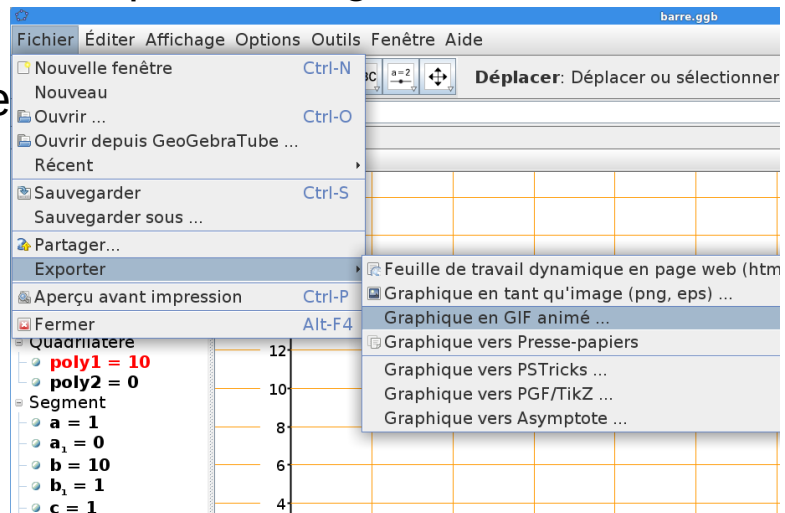 barre.ggb
Fichier Éditer Affichage Options Outils Fenêtre Aide
Nouvelle fenêtre Ctrl-N
Nouveau
Ouvrir ... Ctrl-O
Ouvrir depuis GeoGebraTube ...
Récent
Sauvegarder Ctrl-S
Sauvegarder sous ...
Partager...
Exporter
Aperçu avant impression Ctrl-P
Fermer Alt-F4
a=2
Déplacer: Déplacer ou sélectionner
Feuille de travail dynamique en page web (htm
Graphique en tant qu'image (png, eps) ...
Graphique en GIF animé ...
Graphique vers Presse-papiers
Graphique vers PSTricks ...
Graphique vers PGF/TikZ ...
Graphique vers Asymptote ...
Quadrilatère
poly1 = 10
poly2 = 0
Segment
a = 1
a₁ = 0
b = 10
b₁ = 1
c = 1
12
10
8
6
4